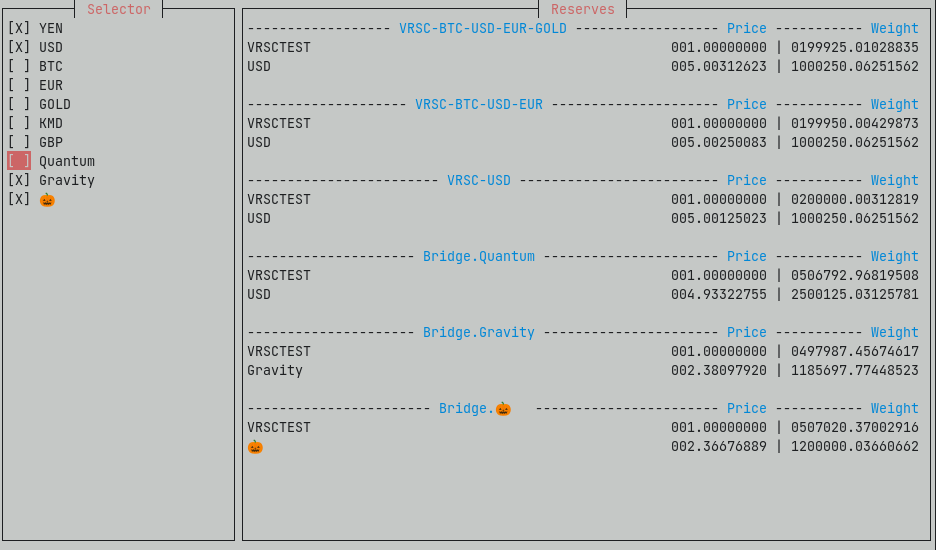 Selector
[X] YEN
[X] USD
[ ] BTC
[ ] EUR
[ ] GOLD
[ ] KMD
[ ] GBP
[ ] Quantum
[X] Gravity
[X] 🎃
Reserves
------------------ VRSC-BTC-USD-EUR-GOLD ------------------ Price ----------- Weight
VRSCTEST 001.00000000 | 0199925.01028835
USD 005.00312623 | 1000250.06251562
-------------------- VRSC-BTC-USD-EUR --------------------- Price ----------- Weight
VRSCTEST 001.00000000 | 0199950.00429873
USD 005.00250083 | 1000250.06251562
------------------------ VRSC-USD ------------------------- Price ----------- Weight
VRSCTEST 001.00000000 | 0200000.00312819
USD 005.00125023 | 1000250.06251562
--------------------- Bridge.Quantum ---------------------- Price ----------- Weight
VRSCTEST 001.00000000 | 0506792.96819508
USD 004.93322755 | 2500125.03125781
--------------------- Bridge.Gravity ---------------------- Price ----------- Weight
VRSCTEST 001.00000000 | 0497987.45674617
Gravity 002.38097920 | 1185697.77448523
----------------------- Bridge.🎃 ----------------------- Price ----------- Weight
VRSCTEST 001.00000000 | 0507020.37002916
🎃 002.36676889 | 1200000.03660662